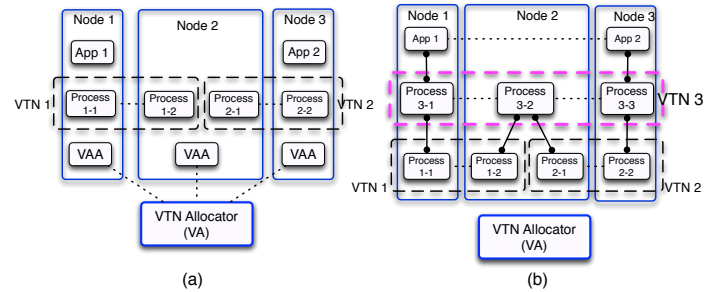 Node 1
Node 2
Node 3
App 1
App 2
VTN 1
Process
1-1
Process
1-2
Process
2-1
Process
2-2
VTN 2
VAA
VAA
VAA
VTN Allocator
(VA)
(a)
Node 1
Node 2
Node 3
App 1
App 2
Process
3-1
Process
3-2
Process
3-3
VTN 3
Process
1-1
Process
1-2
Process
2-1
Process
2-2
VTN 1
VTN 2
VTN Allocator
(VA)
(b)